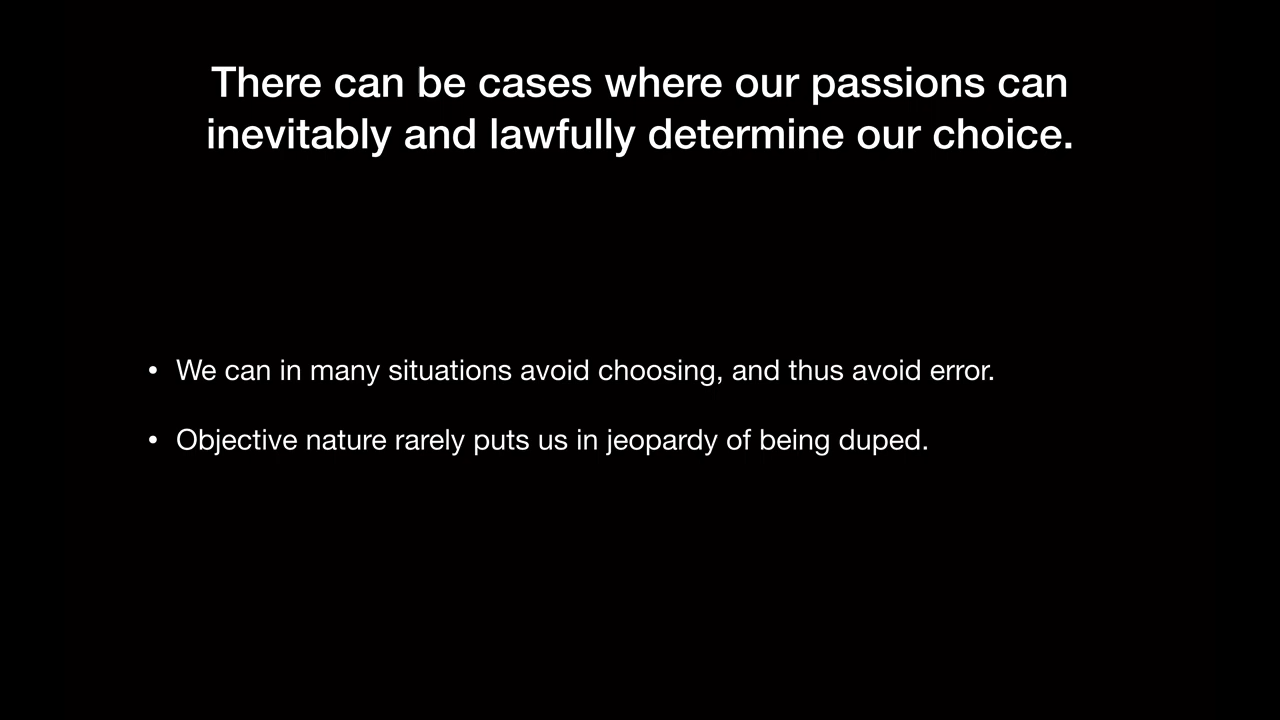 There can be cases where our passions can
inevitably and lawfully determine our choice.
• We can in many situations avoid choosing, and thus avoid error.
• Objective nature rarely puts us in jeopardy of being duped.